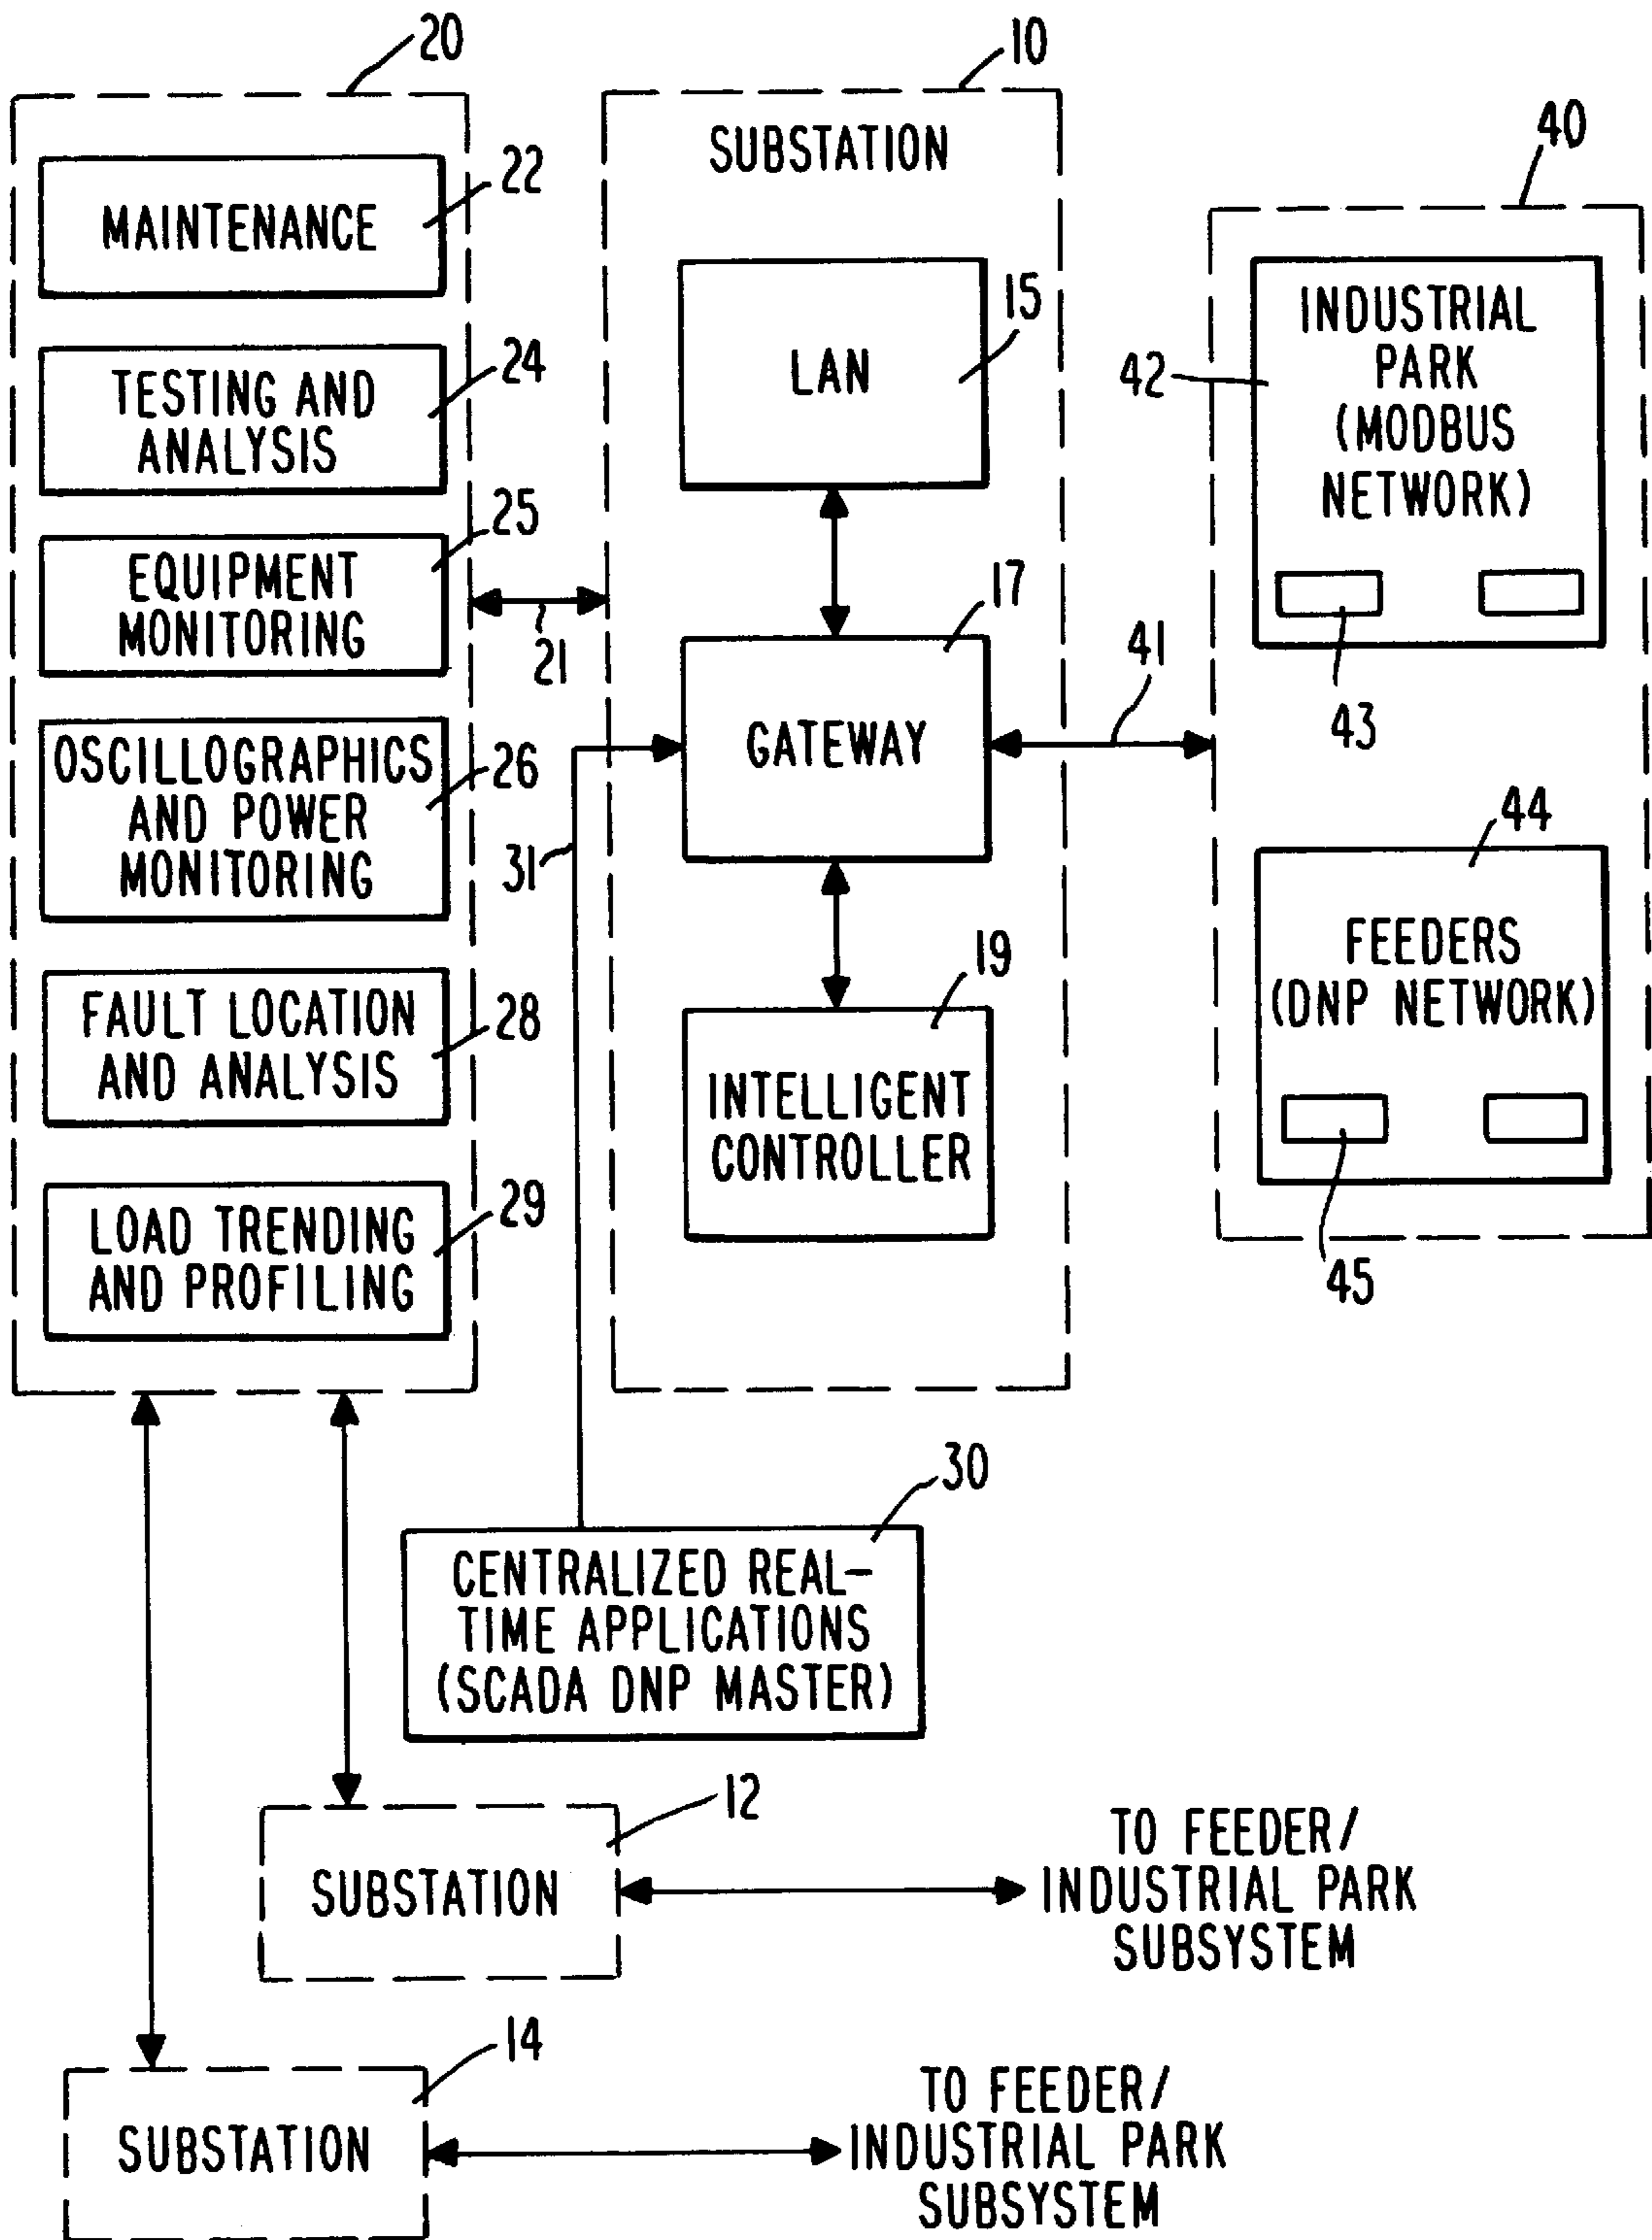 20
MAINTENANCE
22
TESTING AND
ANALYSIS
24
EQUIPMENT
MONITORING
25
21
OSCILLOGRAPHICS
AND POWER
MONITORING
26
FAULT LOCATION
AND ANALYSIS
28
LOAD TRENDING
AND PROFILING
29
10
SUBSTATION
LAN
15
GATEWAY
17
INTELLIGENT
CONTROLLER
19
31
41
40
INDUSTRIAL
PARK
(MODBUS
NETWORK)
42
43
44
FEEDERS
(DNP NETWORK)
45
30
CENTRALIZED REAL-
TIME APPLICATIONS
(SCADA DNP MASTER)
12
SUBSTATION
TO FEEDER/
INDUSTRIAL PARK
SUBSYSTEM
14
SUBSTATION
TO FEEDER/
INDUSTRIAL PARK
SUBSYSTEM